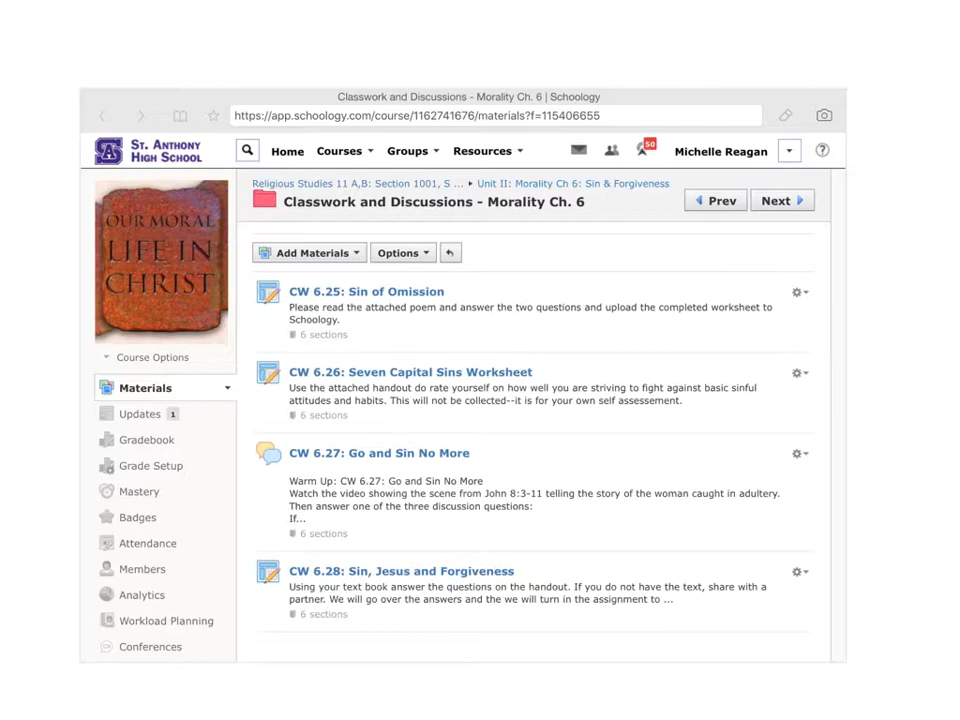 Classwork and Discussions - Morality Ch. 6 | Schoology
https://app.schoology.com/course/1162741676/materials?f=115406655
ST. ANTHONY
HIGH SCHOOL
Home Courses Groups Resources 50 Michelle Reagan ?
Religious Studies 11 A,B: Section 1001, S ... Unit II: Morality Ch 6: Sin & Forgiveness
Classwork and Discussions - Morality Ch. 6
Prev Next
OUR MORAL
LIFE IN
CHRIST
Course Options
Materials
Updates 1
Gradebook
Grade Setup
Mastery
Badges
Attendance
Members
Analytics
Workload Planning
Conferences
Add Materials Options
CW 6.25: Sin of Omission
Please read the attached poem and answer the two questions and upload the completed worksheet to
Schoology.
6 sections
CW 6.26: Seven Capital Sins Worksheet
Use the attached handout do rate yourself on how well you are striving to fight against basic sinful
attitudes and habits. This will not be collected--it is for your own self assessement.
6 sections
CW 6.27: Go and Sin No More
Warm Up: CW 6.27: Go and Sin No More
Watch the video showing the scene from John 8:3-11 telling the story of the woman caught in adultery.
Then answer one of the three discussion questions:
If...
6 sections
CW 6.28: Sin, Jesus and Forgiveness
Using your text book answer the questions on the handout. If you do not have the text, share with a
partner. We will go over the answers and the we will turn in the assignment to ...
6 sections